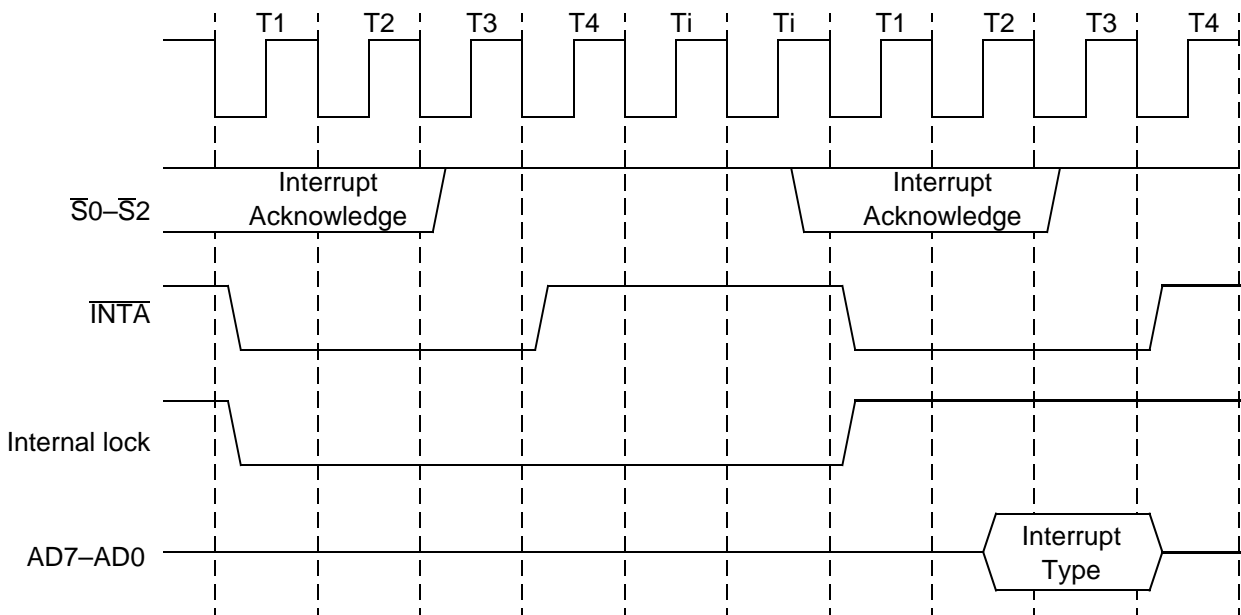 T1 T2 T3 T4 Ti Ti T1 T2 T3 T4
S̅0–S̅2
Interrupt
Acknowledge
Interrupt
Acknowledge
I̅N̅T̅A̅
Internal lock
AD7–AD0
Interrupt
Type